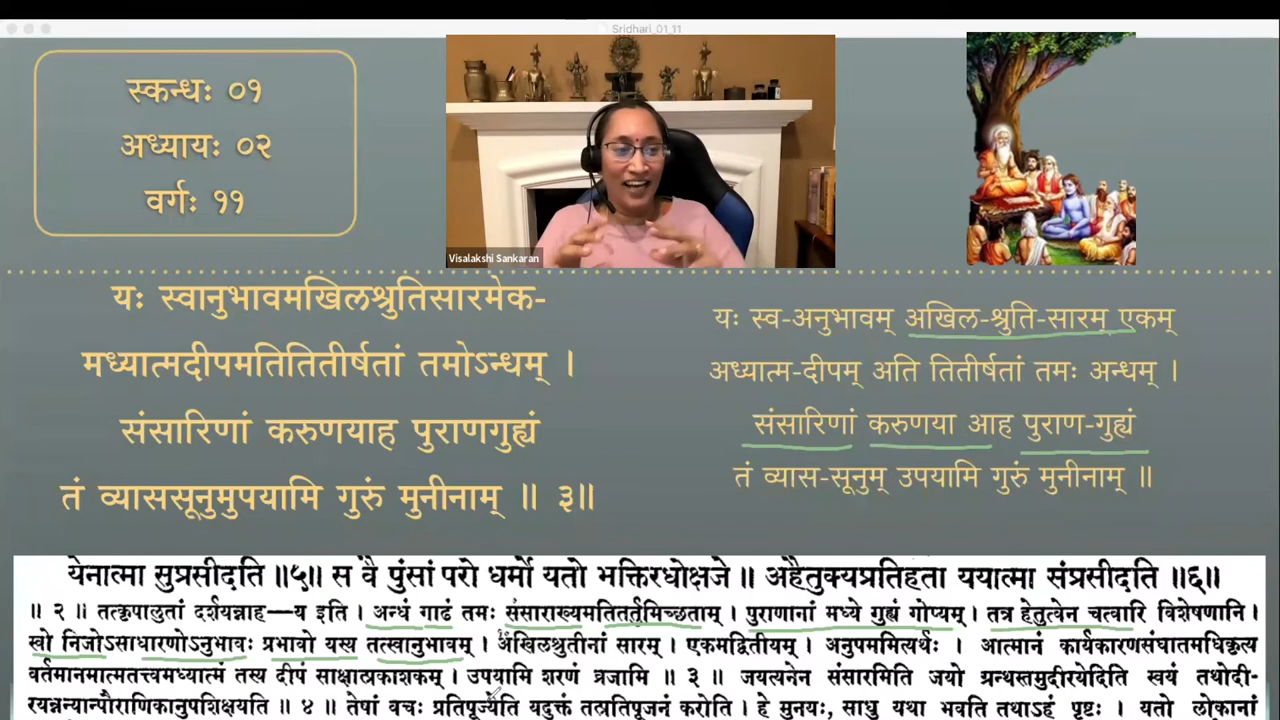 Sridhari_01_11
स्कन्धः ०१
अध्यायः ०२
वर्गः ११
Visalakshi Sankaran
यः स्वानुभावमखिलश्रुतिसारमेक-
मध्यात्मदीपमतितितीर्षतां तमोऽन्धम् ।
संसारिणां करुणयाह पुराणगुह्यं
तं व्याससूनुमुपयामि गुरुं मुनीनाम् ॥ ३॥
यः स्व-अनुभावम् अखिल-श्रुति-सारम् एकम्
अध्यात्म-दीपम् अति तितीर्षतां तमः अन्धम् ।
संसारिणां करुणया आह पुराण-गुह्यं
तं व्यास-सूनुम् उपयामि गुरुं मुनीनाम् ॥
येनात्मा सुप्रसीदति ॥५॥ स वै पुंसां परो धर्मो यतो भक्तिरधोक्षजे ॥ अहैतुक्यप्रतिहता ययात्मा संप्रसीदति ॥६॥
॥ २ ॥ तत्कृपालुतां दर्शयन्नाह—य इति । अन्धं गाढं तमः संसाराख्यमतितर्तुमिच्छताम् । पुराणानां मध्ये गुह्यं गोप्यम् । तत्र हेतुत्वेन चत्वारि विशेषणानि ।
स्वो निजोऽसाधारणोऽनुभावः प्रभावो यस्य तत्स्वानुभावम् । अखिलश्रुतीनां सारम् । एकमद्वितीयम् । अनुपममित्यर्थः । आत्मानं कार्यकारणसंघातमधिकृत्य
वर्तमानमात्मतत्त्वमध्यात्मं तस्य दीपं साक्षात्प्रकाशकम् । उपयामि शरणं व्रजामि ॥ ३ ॥ जयत्यनेन संसारमिति जयो ग्रन्थस्तमुदीरयेदिति स्वयं तथोदी-
रयन्नन्यान्पौराणिकानुपशिक्षयति ॥ ४ ॥ तेषां वचः प्रतिपूज्येति यदुक्तं तत्प्रतिपूजनं करोति । हे मुनयः, साधु यथा भवति तथाऽहं पृष्टः । यतो लोकानां